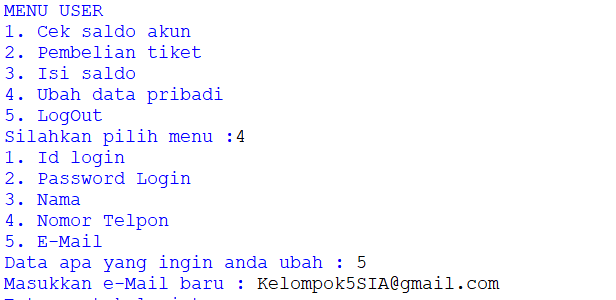 MENU USER
1. Cek saldo akun
2. Pembelian tiket
3. Isi saldo
4. Ubah data pribadi
5. LogOut
Silahkan pilih menu :4
1. Id login
2. Password Login
3. Nama
4. Nomor Telpon
5. E-Mail
Data apa yang ingin anda ubah : 5
Masukkan e-Mail baru : Kelompok5SIA@gmail.com